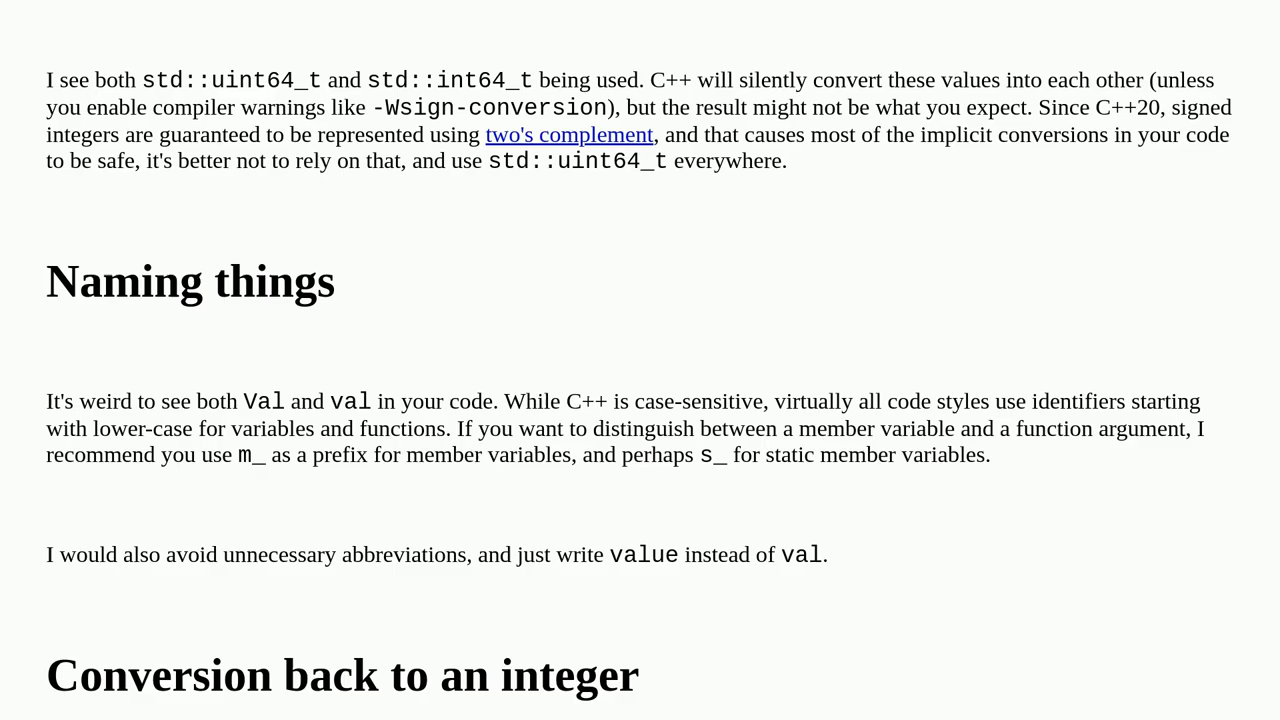 I see both std::uint64_t and std::int64_t being used. C++ will silently convert these values into each other (unless
you enable compiler warnings like -Wsign-conversion), but the result might not be what you expect. Since C++20, signed
integers are guaranteed to be represented using two's complement, and that causes most of the implicit conversions in your code
to be safe, it's better not to rely on that, and use std::uint64_t everywhere.
Naming things
It's weird to see both Val and val in your code. While C++ is case-sensitive, virtually all code styles use identifiers starting
with lower-case for variables and functions. If you want to distinguish between a member variable and a function argument, I
recommend you use m_ as a prefix for member variables, and perhaps s_ for static member variables.
I would also avoid unnecessary abbreviations, and just write value instead of val.
Conversion back to an integer